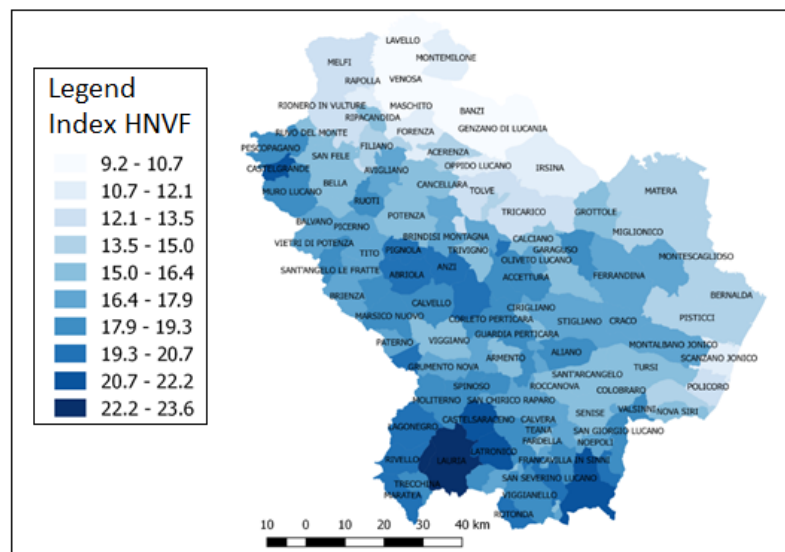 Legend
Index HNVF
9.2 - 10.7
10.7 - 12.1
12.1 - 13.5
13.5 - 15.0
15.0 - 16.4
16.4 - 17.9
17.9 - 19.3
19.3 - 20.7
20.7 - 22.2
22.2 - 23.6
LAVELLO
MONTEMILONE
MELFI
RAPOLLA
VENOSA
RIONERO IN VULTURE
MASCHITO
BANZI
RIPACANDIDA
RUVO DEL MONTE
FORENZA
GENZANO DI LUCANIA
PESCOPAGANO
FILIANO
ACERENZA
SAN FELE
OPPIDO LUCANO
IRSINA
CASTELGRANDE
AVIGLIANO
BELLA
CANCELLARA
MURO LUCANO
TOLVE
MATERA
RUOTI
POTENZA
TRICARICO
GROTTOLE
BALVANO
PICERNO
MIGLIONICO
BRINDISI MONTAGNA
CALCIANO
VIETRI DI POTENZA
TITO
PIGNOLA
TRIVIGNO
GARAGUSO
OLIVETO LUCANO
MONTESCAGLIOSO
SANT'ANGELO LE FRATTE
ABRIOLA
ANZI
ACCETTURA
FERRANDINA
BRIENZA
CALVELLO
CIRIGLIANO
BERNALDA
MARSICO NUOVO
CORLETO PERTICARA
STIGLIANO
CRACO
PISTICCI
GUARDIA PERTICARA
PATERNO
VIGGIANO
ALIANO
MONTALBANO JONICO
ARMENTO
SCANZANO JONICO
GRUMENTO NOVA
SANT'ARCANGELO
TURSI
SPINOSO
ROCCANOVA
COLOBRARO
POLICORO
MOLITERNO
SAN CHIRICO RAPARO
VALSINNI
NOVA SIRI
CASTELSARACENO
CALVERA
SENISE
LAGONEGRO
TEANA
SAN GIORGIO LUCANO
FARDELLA
NOEPOLI
RIVELLO
LAURIA
LATRONICO
FRANCAVILLA IN SINNI
TRECCHINA
SAN SEVERINO LUCANO
MARATEA
VIGGIANELLO
ROTONDA
10 0 10 20 30 40 km